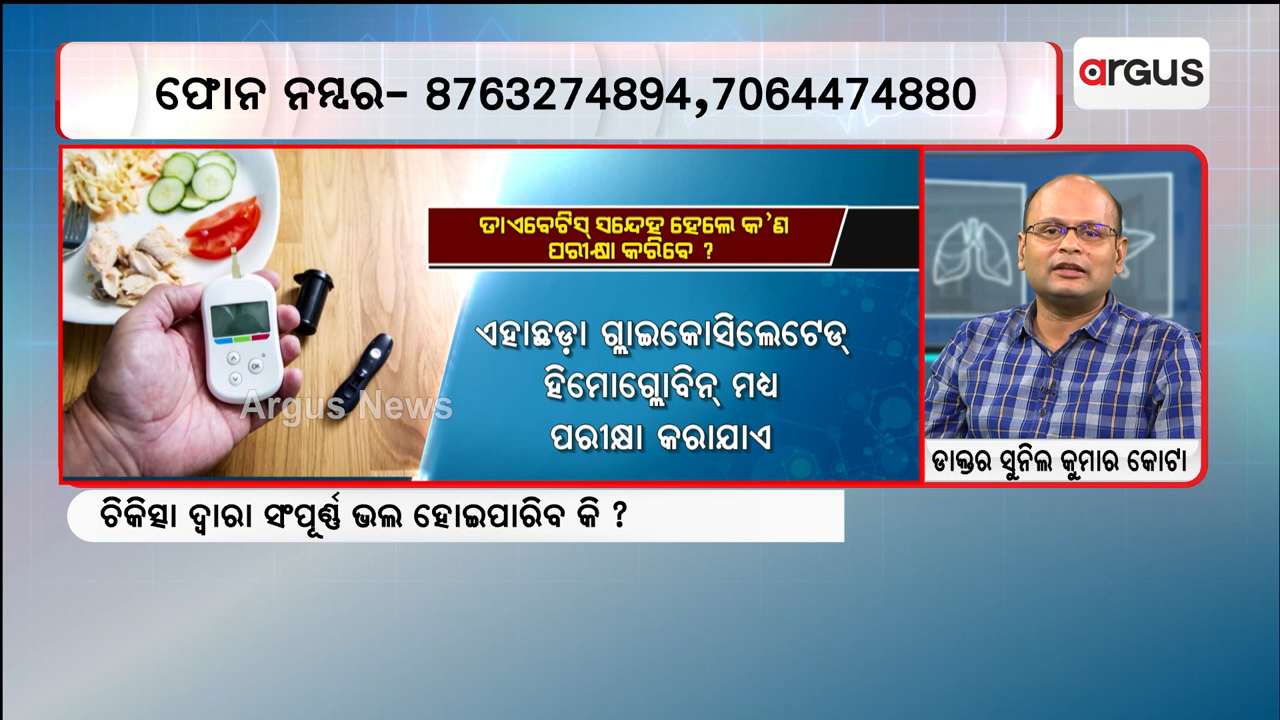 ଫୋନ ନମ୍ବର- 8763274894,7064474880
argus
ଡାଏବେଟିସ୍ ସନ୍ଦେହ ହେଲେ କ'ଣ
ପରୀକ୍ଷା କରିବେ ?
ଏହାଛଡ଼ା ଗ୍ଲାଇକୋସିଲେଟେଡ୍
ହିମୋଗ୍ଲୋବିନ୍ ମଧ୍ୟ
ପରୀକ୍ଷା କରାଯାଏ
OK
Argus News
ଡାକ୍ତର ସୁନିଲ କୁମାର କୋଟା
ଚିକିତ୍ସା ଦ୍ୱାରା ସଂପୂର୍ଣ୍ଣ ଭଲ ହୋଇପାରିବ କି ?